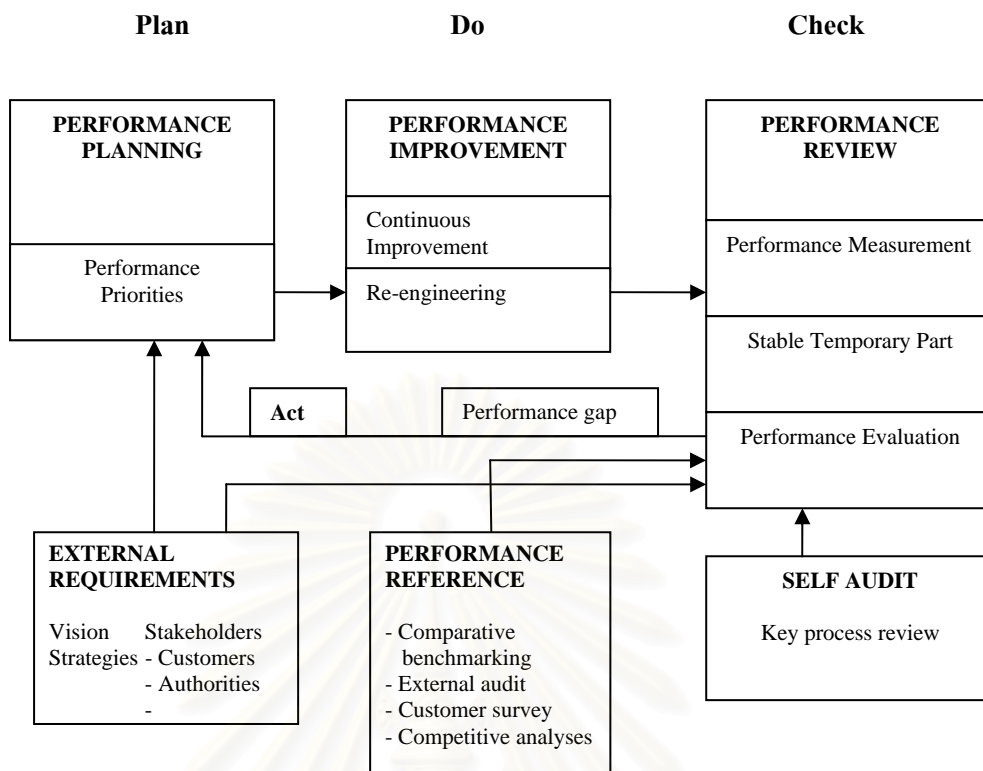 Plan Do Check
PERFORMANCE
PLANNING
Performance
Priorities
PERFORMANCE
IMPROVEMENT
Continuous
Improvement
Re-engineering
PERFORMANCE
REVIEW
Performance Measurement
Stable Temporary Part
Performance Evaluation
Act
Performance gap
EXTERNAL
REQUIREMENTS
Vision Stakeholders
Strategies - Customers
- Authorities
-
PERFORMANCE
REFERENCE
- Comparative
benchmarking
- External audit
- Customer survey
- Competitive analyses
SELF AUDIT
Key process review